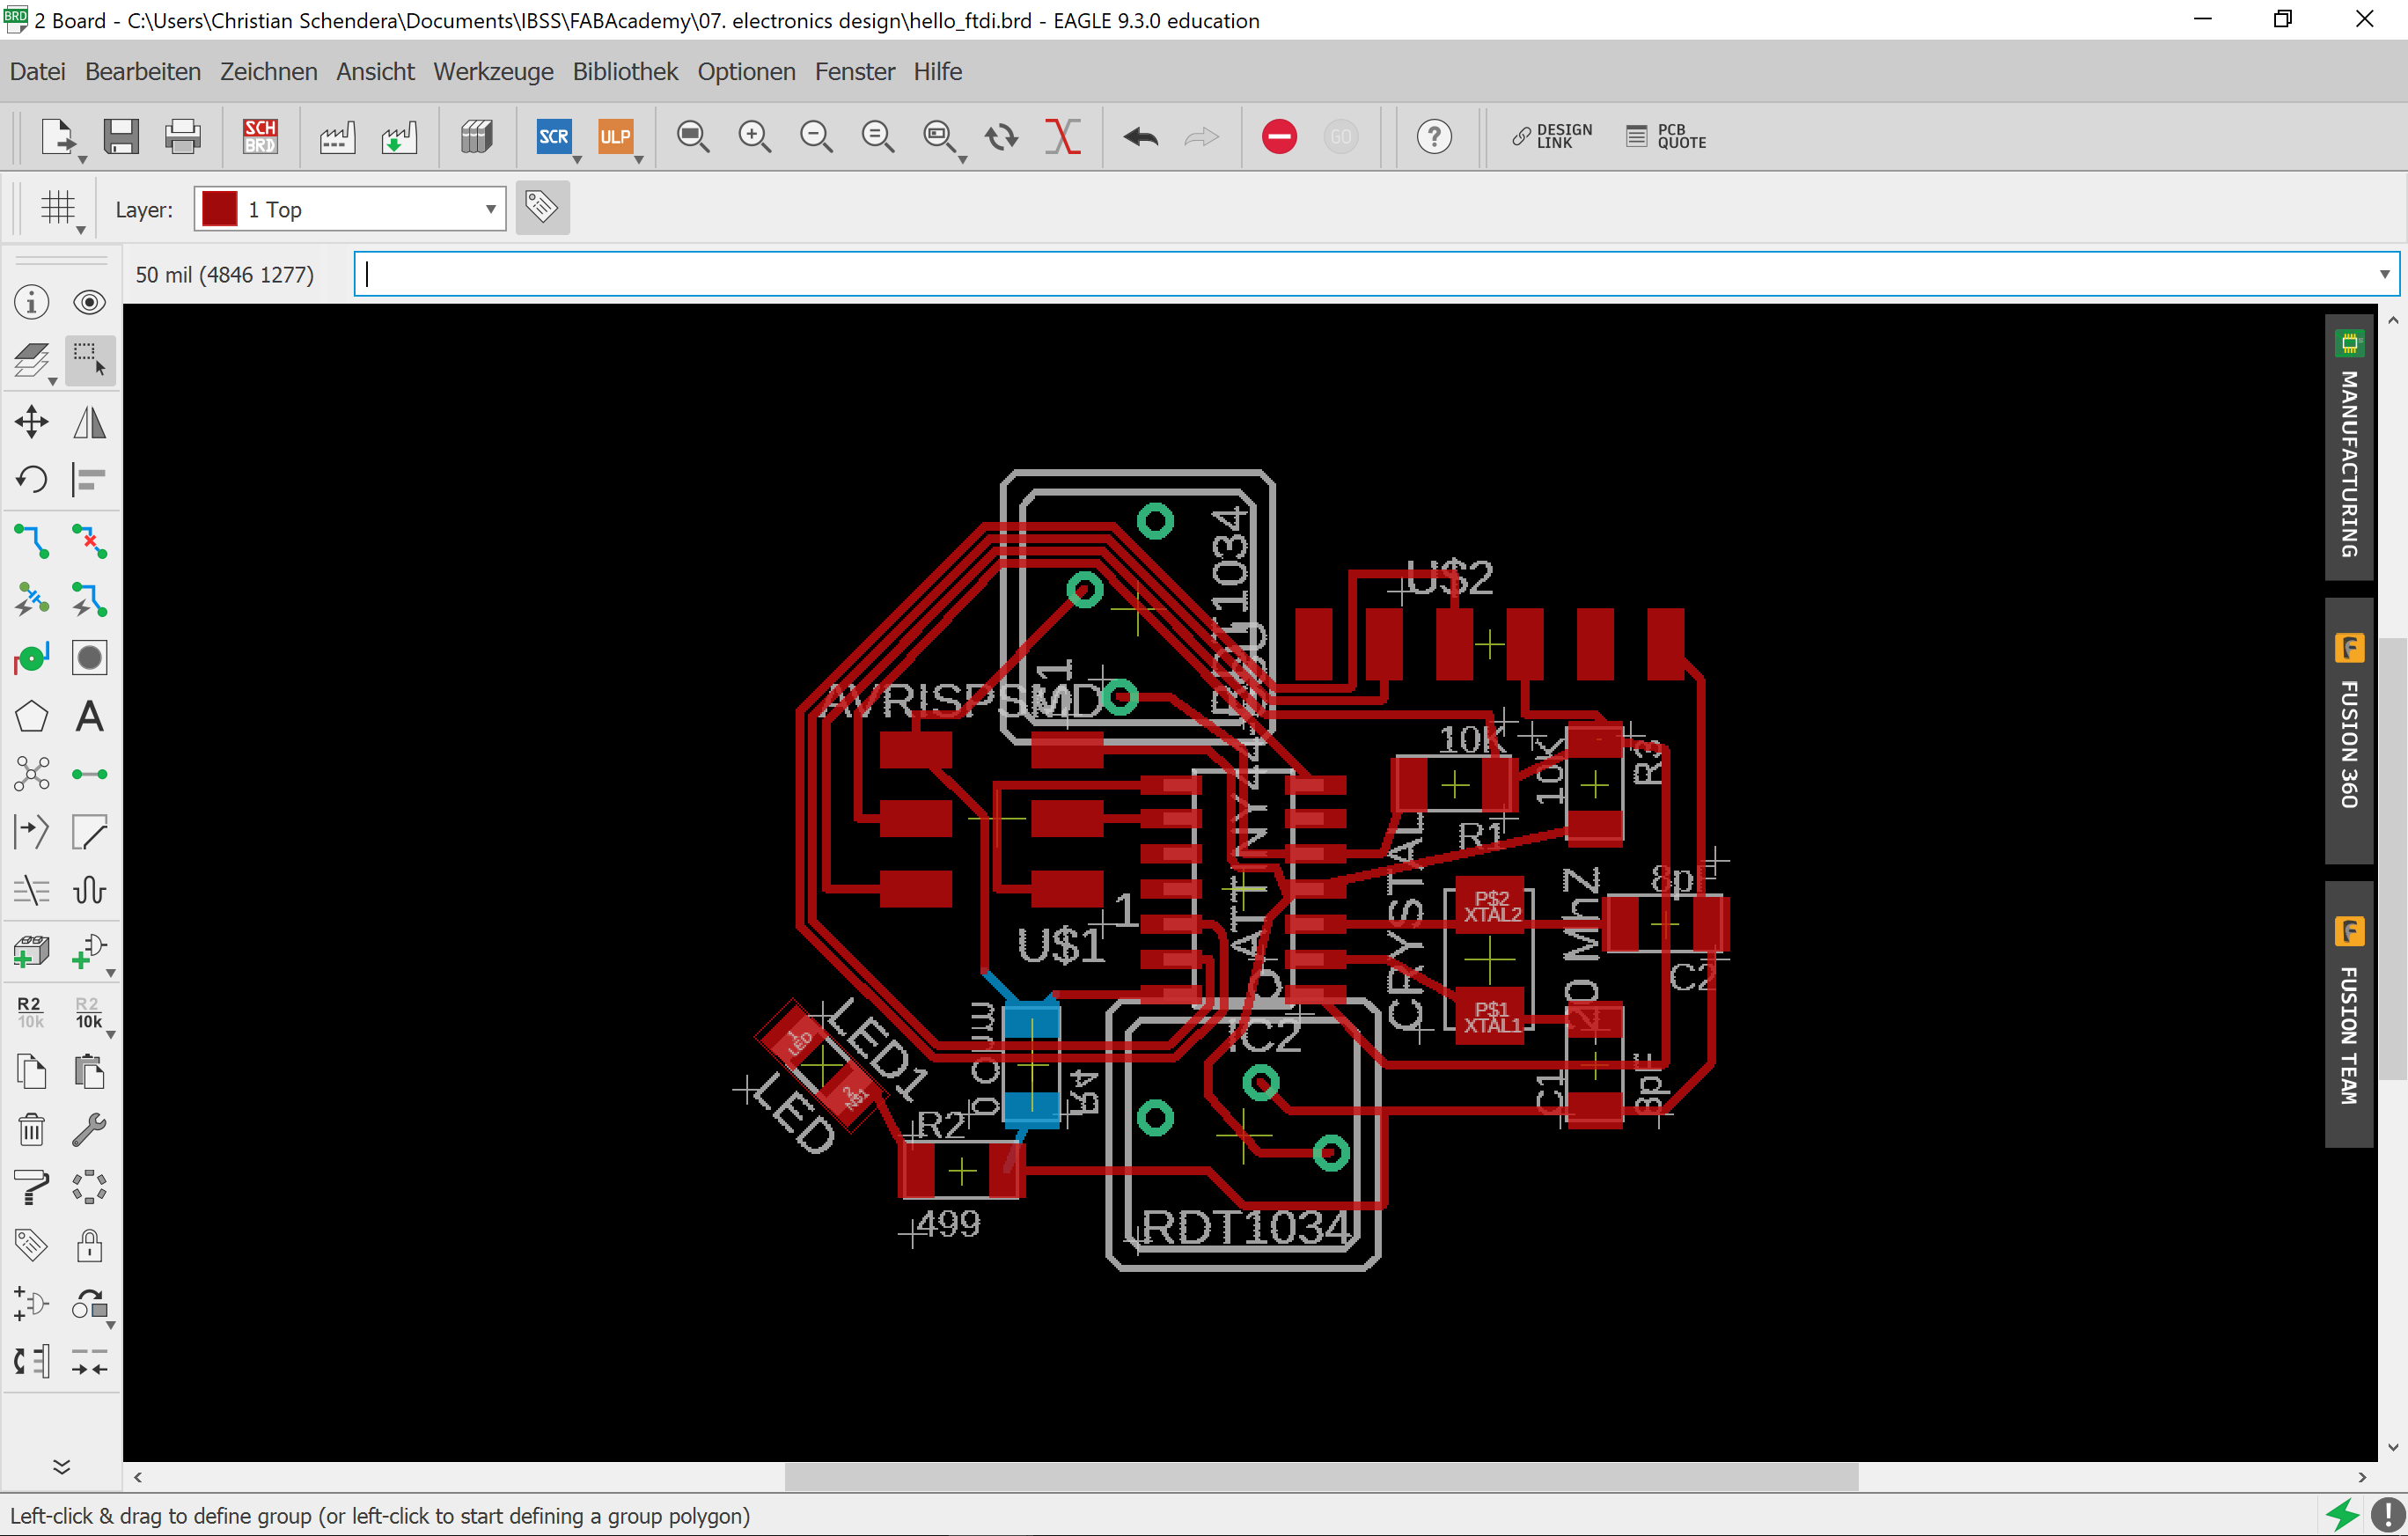 2 Board - C:\Users\Christian Schendera\Documents\IBSS\FABAcademy\07. electronics design\hello_ftdi.brd - EAGLE 9.3.0 education
Datei Bearbeiten Zeichnen Ansicht Werkzeuge Bibliothek Optionen Fenster Hilfe
SCH
BRD
SCR
ULP
GO
DESIGN
LINK
PCB
QUOTE
Layer:
1 Top
50 mil (4846 1277)
MANUFACTURING
FUSION 360
FUSION TEAM
R2
10k
R2
10k
U$2
AVRISPSMD
S1
10K
R1
10K
R3
CRYSTAL
20 MhZ
P$2
XTAL2
P$1
XTAL1
C2
C1
8pF
1
U$1
IC2
LED1
LED
1
LED
R2
499
R4
RDT1034
Left-click & drag to define group (or left-click to start defining a group polygon)